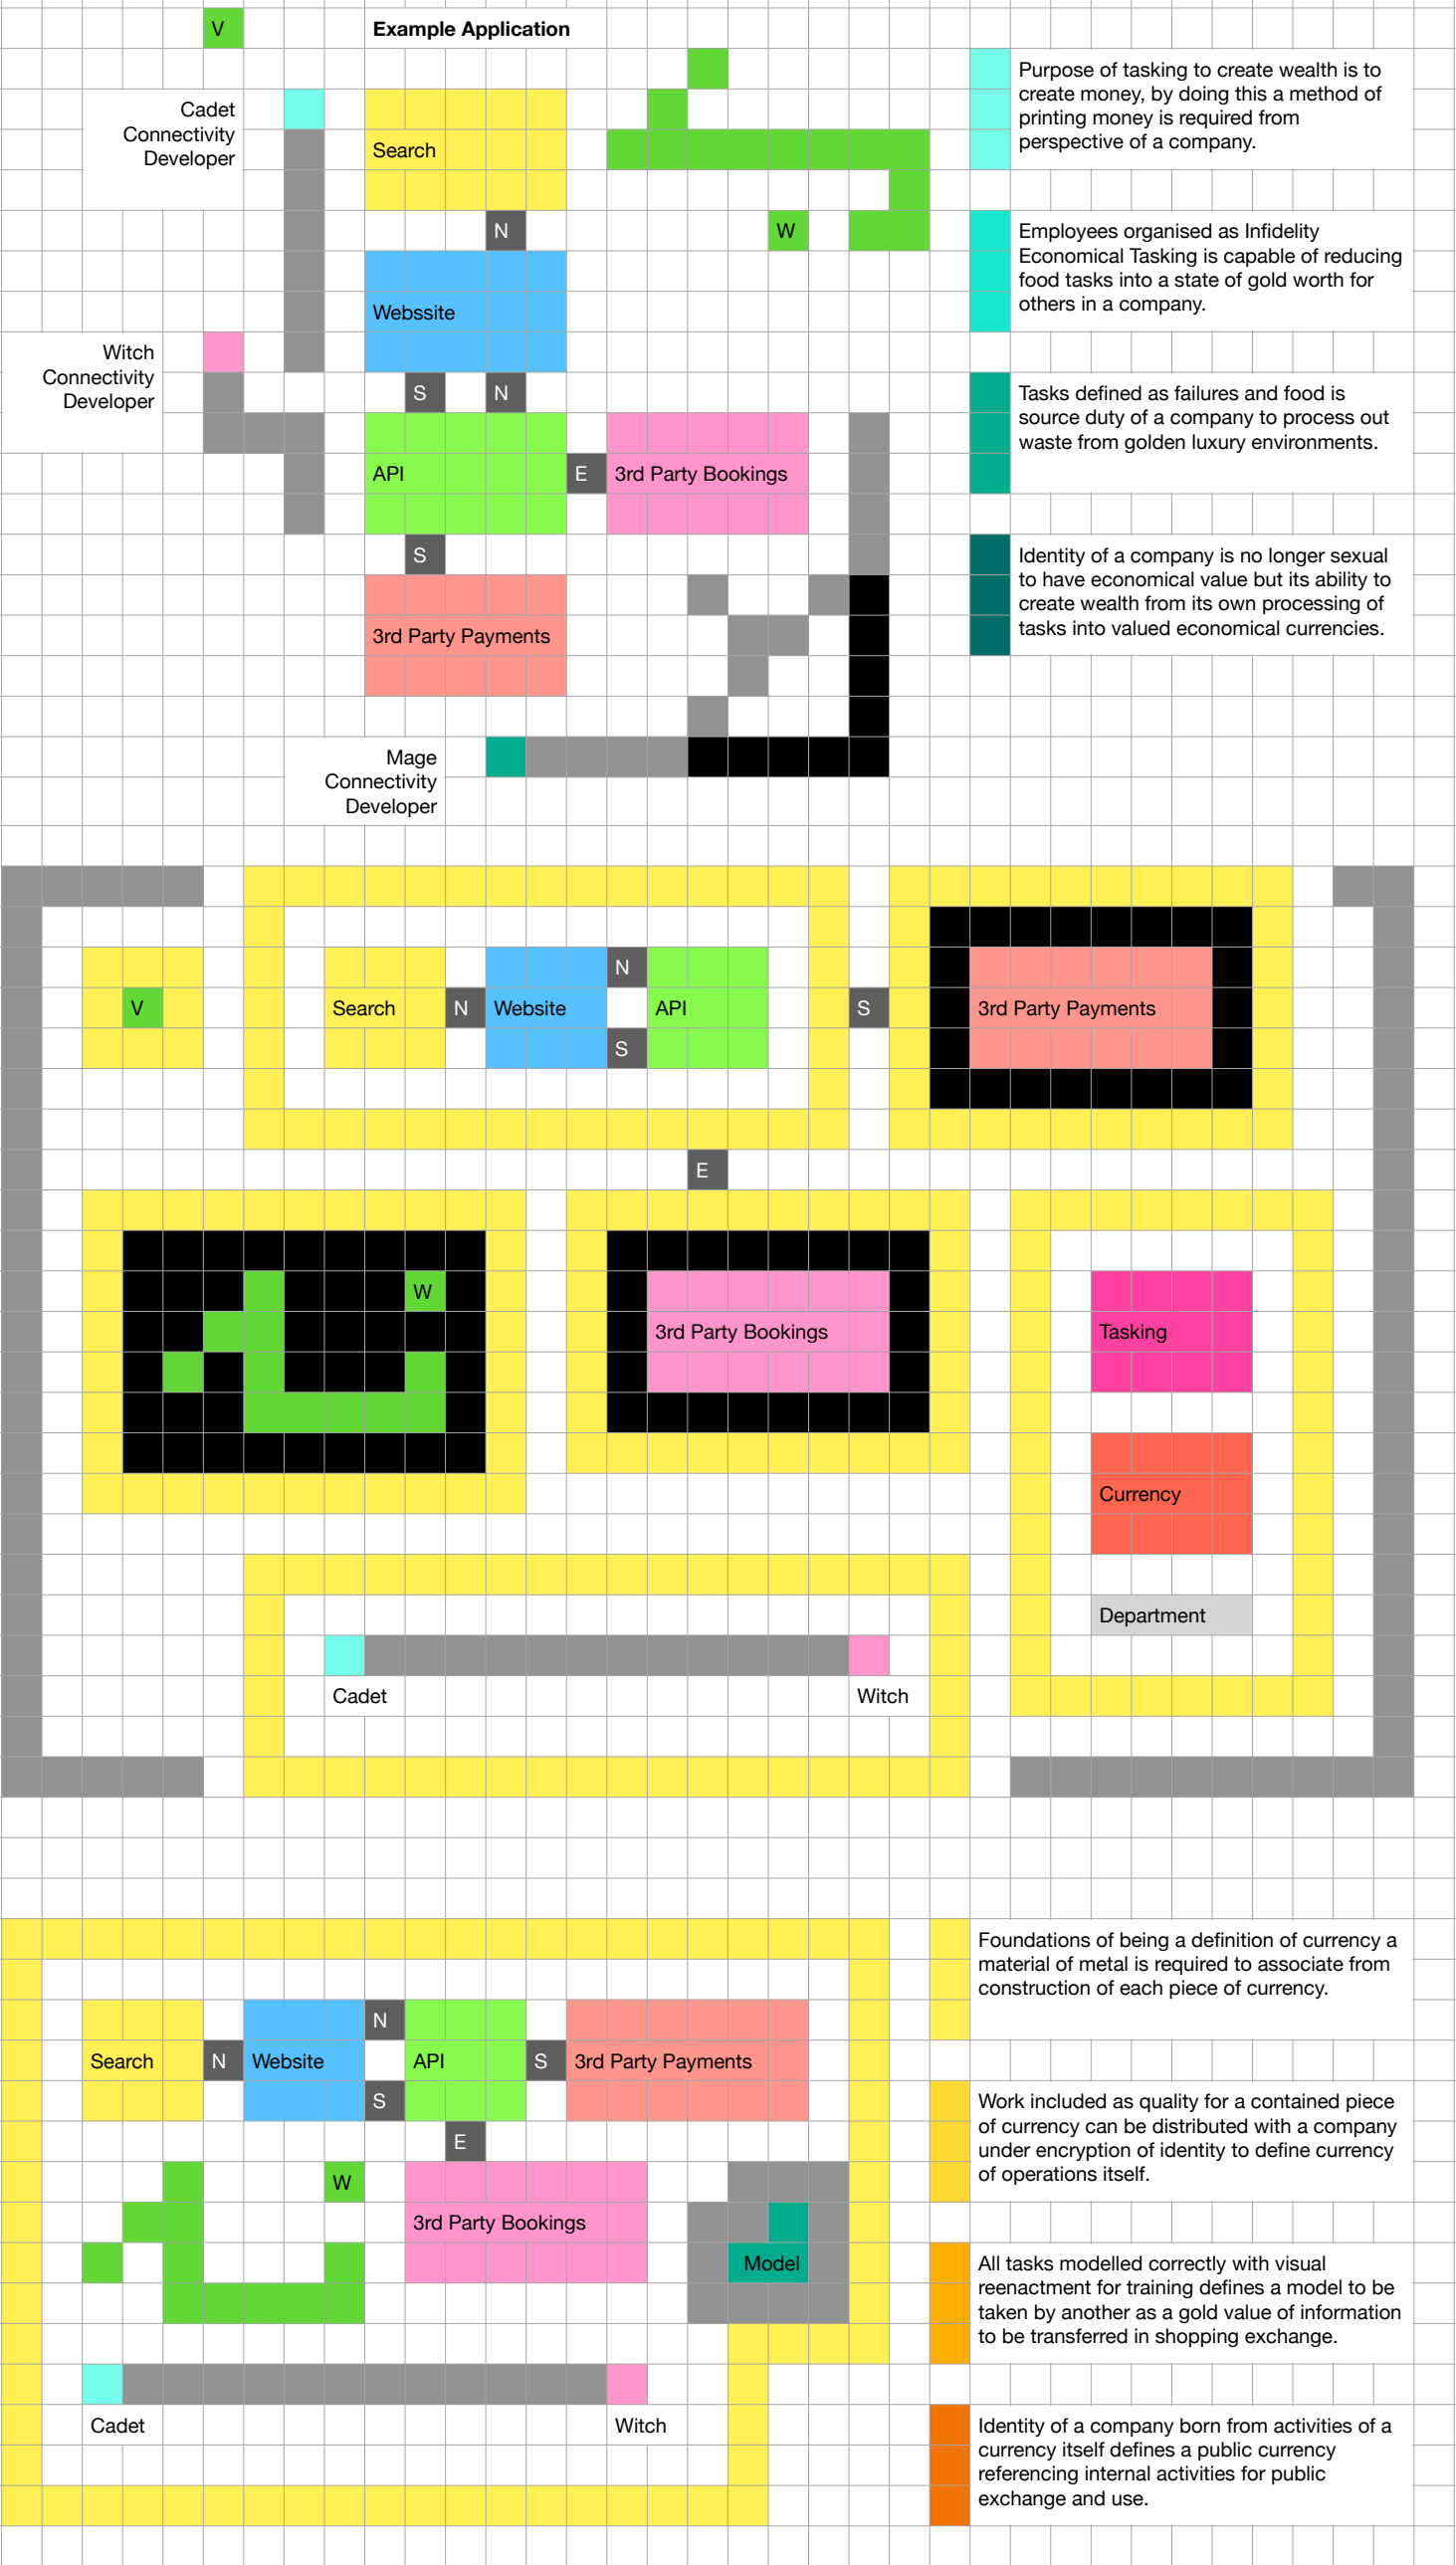 V
Example Application
Purpose of tasking to create wealth is to
create money, by doing this a method of
printing money is required from
perspective of a company.
Cadet
Connectivity
Developer
Search
N
W
Employees organised as Infidelity
Economical Tasking is capable of reducing
food tasks into a state of gold worth for
others in a company.
Webssite
Witch
Connectivity
Developer
S
N
Tasks defined as failures and food is
source duty of a company to process out
waste from golden luxury environments.
API
E
3rd Party Bookings
S
Identity of a company is no longer sexual
to have economical value but its ability to
create wealth from its own processing of
tasks into valued economical currencies.
3rd Party Payments
Mage
Connectivity
Developer
N
V
Search
N
Website
API
S
3rd Party Payments
S
E
W
3rd Party Bookings
Tasking
Currency
Department
Cadet
Witch
Foundations of being a definition of currency a
material of metal is required to associate from
construction of each piece of currency.
N
Search
N
Website
API
S
3rd Party Payments
S
Work included as quality for a contained piece
of currency can be distributed with a company
under encryption of identity to define currency
of operations itself.
E
W
3rd Party Bookings
Model
All tasks modelled correctly with visual
reenactment for training defines a model to be
taken by another as a gold value of information
to be transferred in shopping exchange.
Cadet
Witch
Identity of a company born from activities of a
currency itself defines a public currency
referencing internal activities for public
exchange and use.